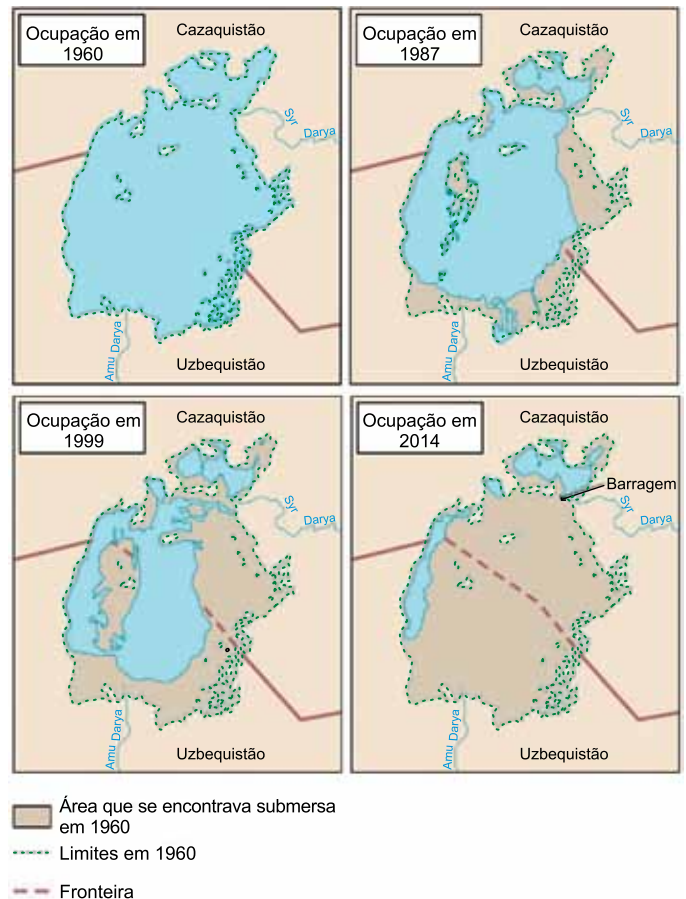 Ocupação em
1960
Cazaquistão
Syr
Darya
Amu Darya
Uzbequistão
Ocupação em
1987
Cazaquistão
Syr
Darya
Amu Darya
Uzbequistão
Ocupação em
1999
Cazaquistão
Syr
Darya
Amu Darya
Uzbequistão
Ocupação em
2014
Cazaquistão
Barragem
Syr
Darya
Amu Darya
Uzbequistão
Área que se encontrava submersa
em 1960
Limites em 1960
Fronteira